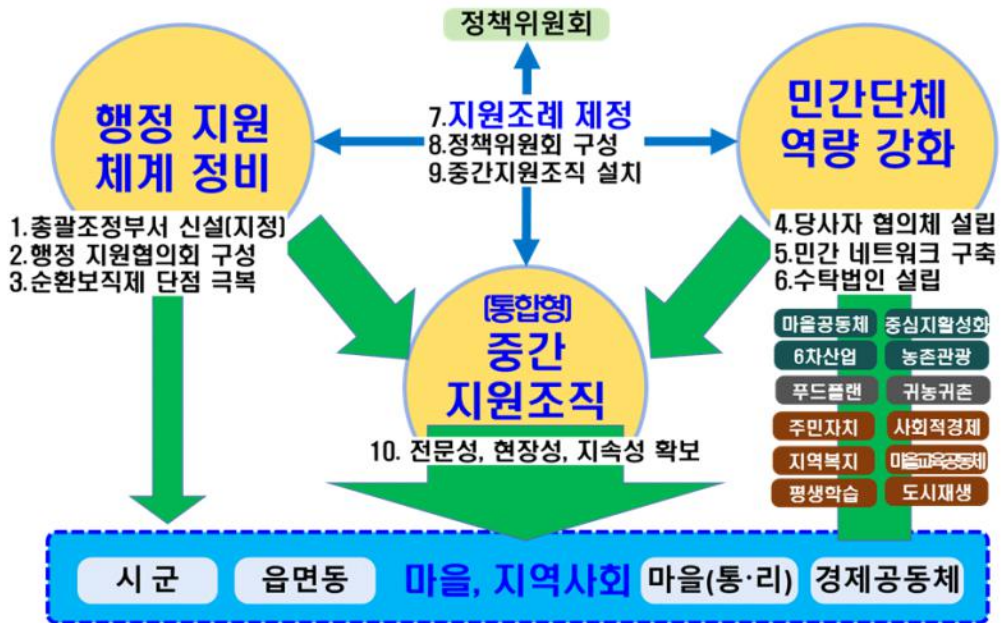 정책위원회
행정 지원
체계 정비
1.총괄조정부서 신설(지정)
2.행정 지원협의회 구성
3.순환보직제 단점 극복
7.지원조례 제정
8.정책위원회 구성
9.중간지원조직 설치
민간단체
역량 강화
4.당사자 협의체 설립
5.민간 네트워크 구축
6.수탁법인 설립
(통합형)
중간
지원조직
10. 전문성, 현장성, 지속성 확보
마을공동체 중심지활성화
6차산업 농촌관광
푸드플랜 귀농귀촌
주민자치 사회적경제
지역복지 마을교육공동체
평생학습 도시재생
시 군 읍면동 마을, 지역사회 마을(통·리) 경제공동체